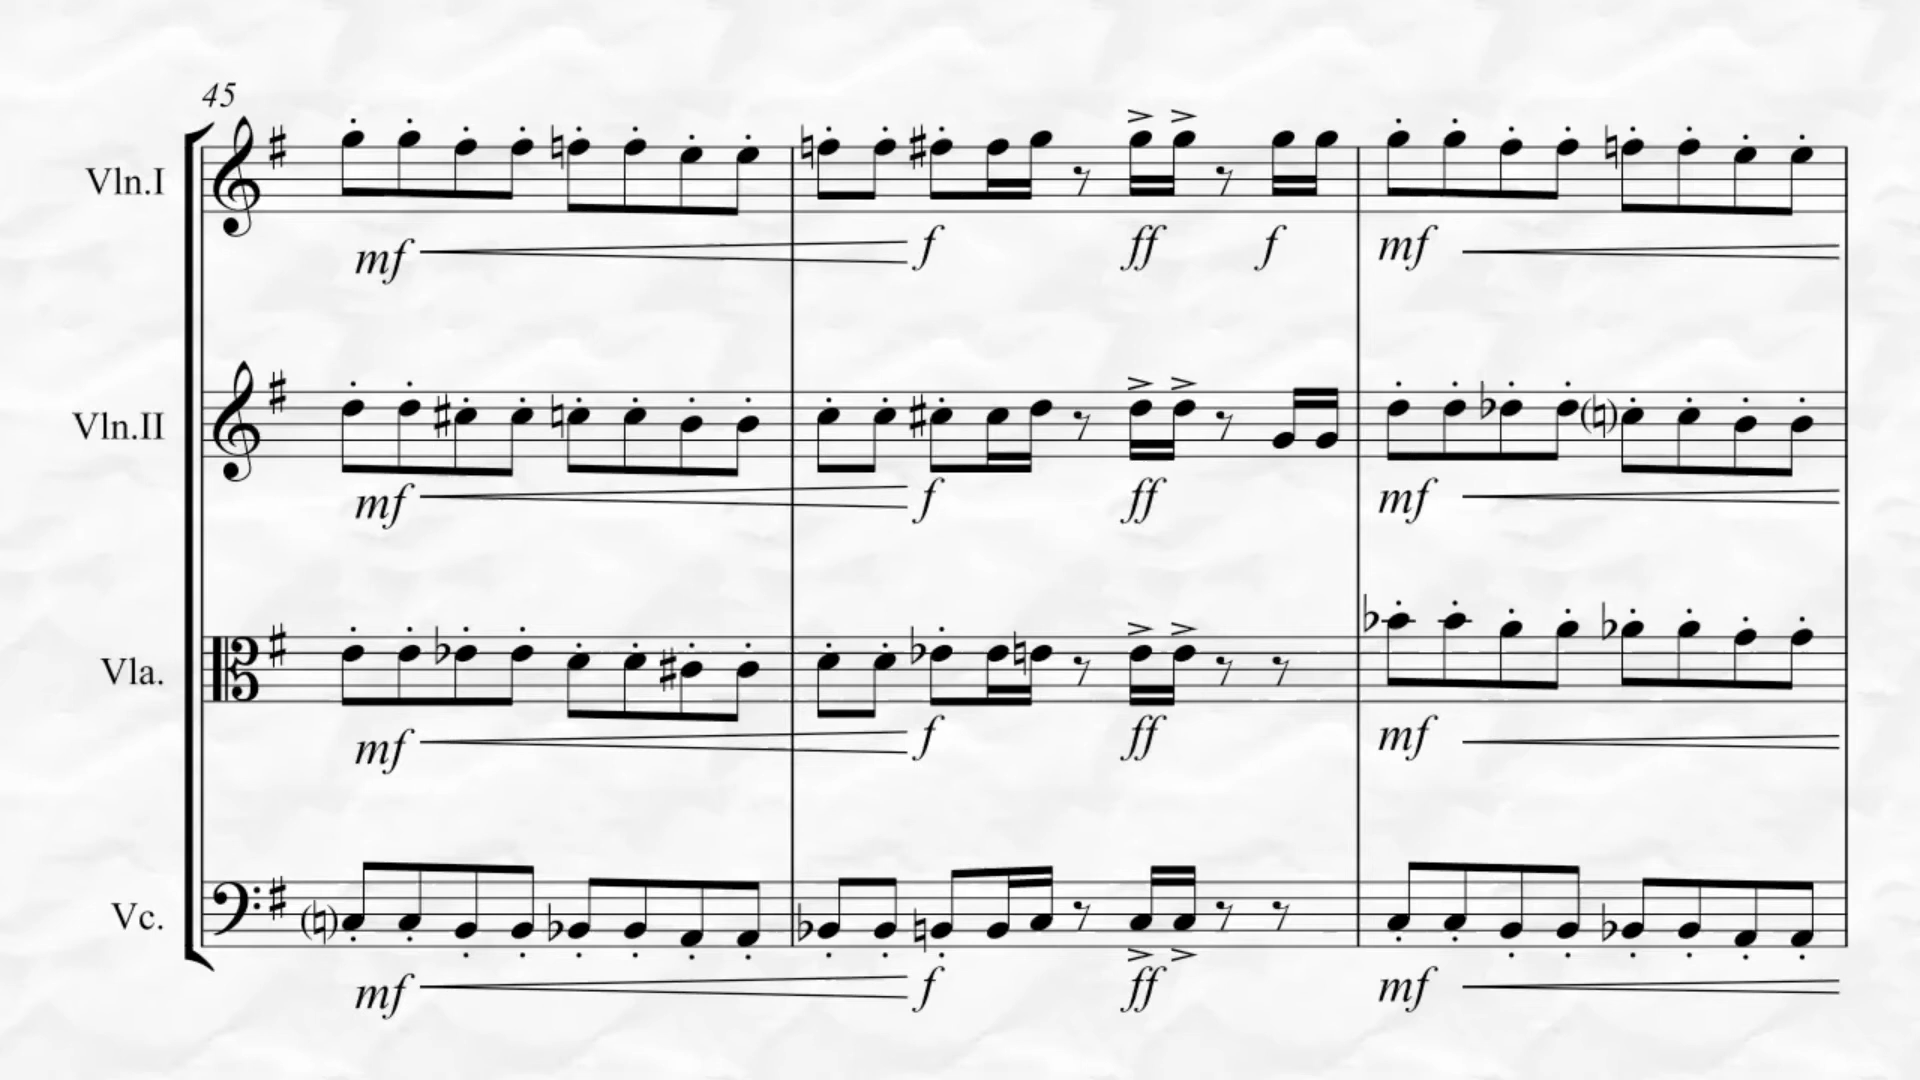 45
Vln.I
mf f ff f mf
Vln.II
mf f ff mf
Vla.
mf f ff mf
Vc.
mf f ff mf